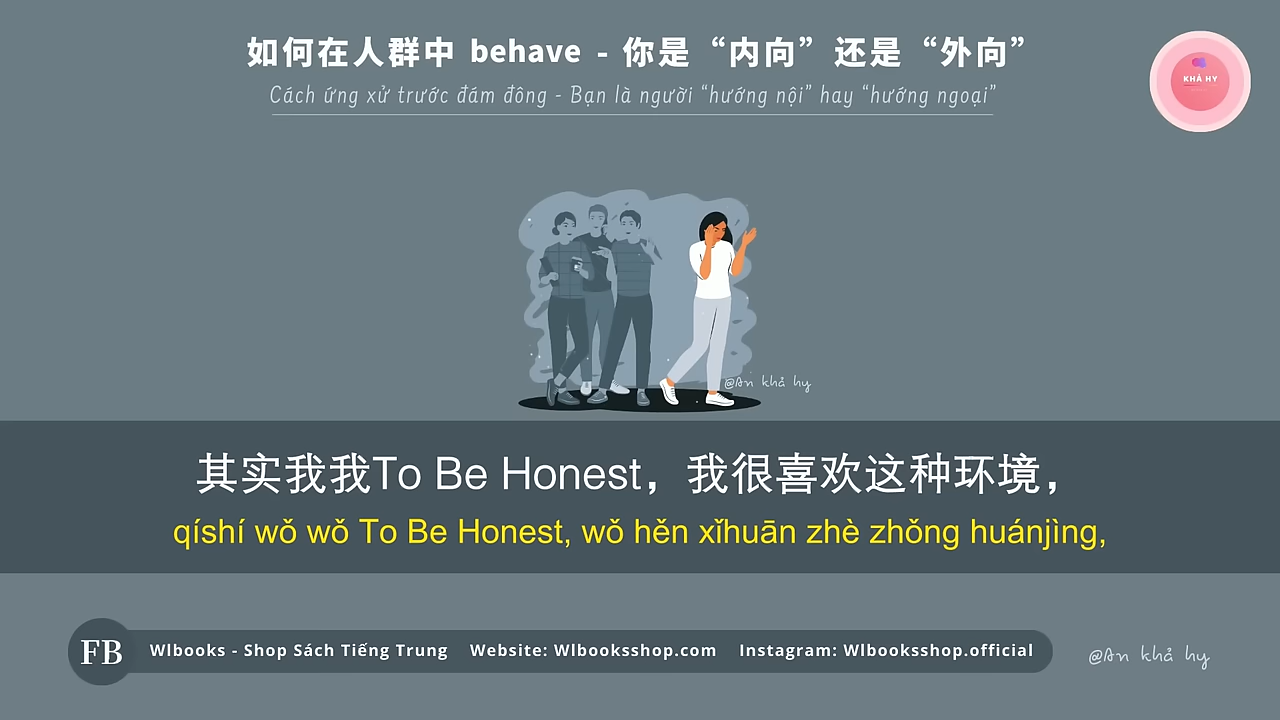 如何在人群中 behave - 你是“内向”还是“外向”
Cách ứng xử trước đám đông - Bạn là người “hướng nội” hay “hướng ngoại”
KHẢ HY
@An khả hy
其实我我To Be Honest，我很喜欢这种环境，
qíshí wǒ wǒ To Be Honest, wǒ hěn xǐhuān zhè zhǒng huánjìng,
FB Wlbooks - Shop Sách Tiếng Trung Website: Wlbooksshop.com Instagram: Wlbooksshop.official
@An khả hy